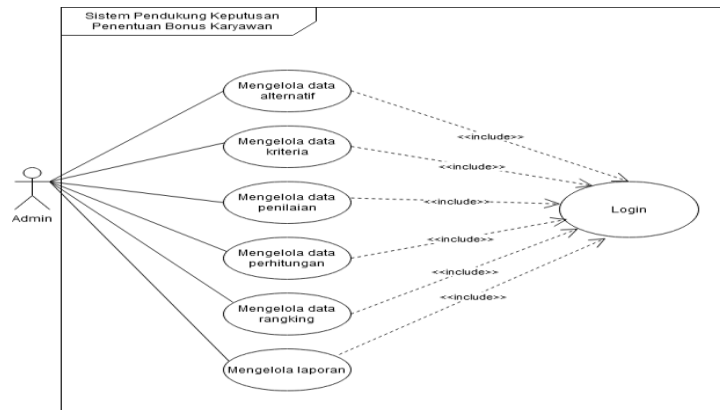 Sistem Pendukung Keputusan
Penentuan Bonus Karyawan
Mengelola data
alternatif
<<include>>
Mengelola data
kriteria
<<include>>
Mengelola data
penilaian
<<include>>
Login
Admin
Mengelola data
perhitungan
<<include>>
Mengelola data
rangking
<<include>>
Mengelola laporan
<<include>>